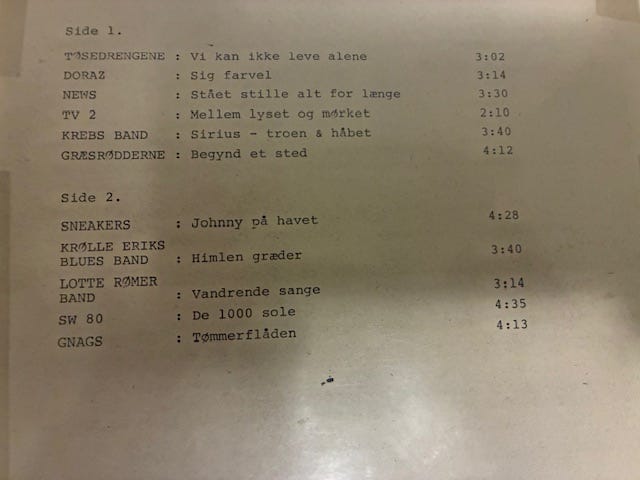 Side 1.
TØSEDRENGENE : Vi kan ikke leve alene 3:02
DORAZ : Sig farvel 3:14
NEWS : Stået stille alt for længe 3:30
TV 2 : Mellem lyset og mørket 2:10
KREBS BAND : Sirius - troen & håbet 3:40
GRÆSRØDDERNE : Begynd et sted 4:12
Side 2.
SNEAKERS : Johnny på havet 4:28
KRØLLE ERIKS
BLUES BAND : Himlen græder 3:40
LOTTE RØMER
BAND : Vandrende sange 3:14
SW 80 : De 1000 sole 4:35
GNAGS : Tømmerflåden 4:13